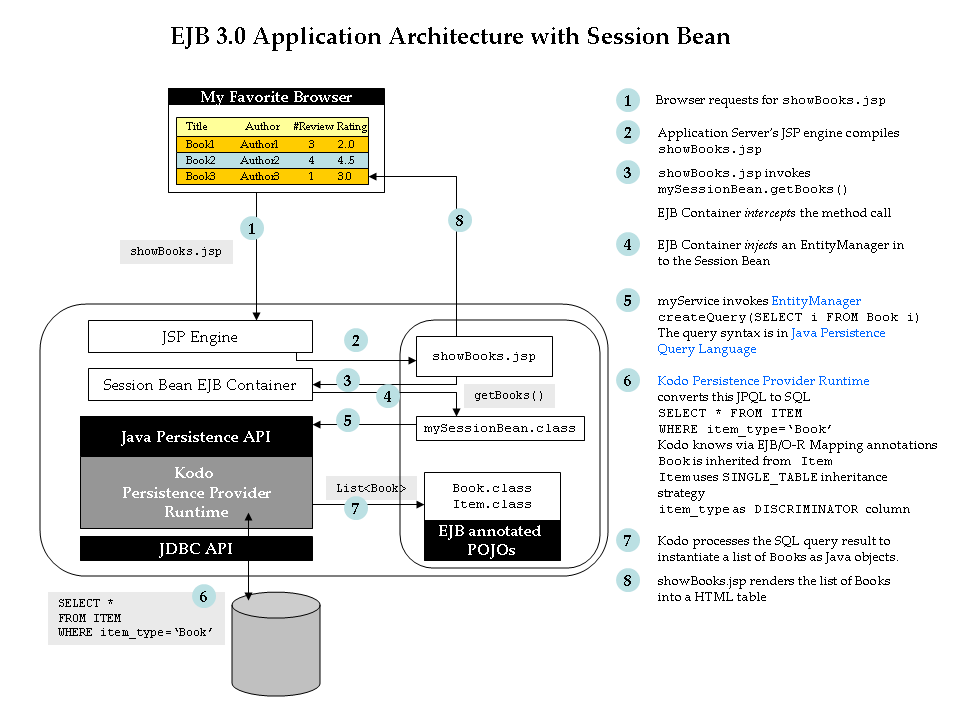 EJB 3.0 Application Architecture with Session Bean
My Favorite Browser
Title Author #Review Rating
Book1 Author1 3 2.0
Book2 Author2 4 4..5
Book3 Author3 1 3.0
1
showBooks.jsp
8
JSP Engine
2
showBooks.jsp
Session Bean EJB Container
3
4
getBooks()
mySessionBean.class
5
Java Persistence API
Kodo
Persistence Provider
Runtime
List<Book>
7
Book.class
Item.class
EJB annotated
POJOs
JDBC API
6
SELECT *
FROM ITEM
WHERE item_type=‘Book’
1 Browser requests for showBooks.jsp
2 Application Server’s JSP engine compiles
showBooks.jsp
3 showBooks.jsp invokes
mySessionBean.getBooks()
EJB Container intercepts the method call
4 EJB Container injects an EntityManager in
to the Session Bean
5 myService invokes EntityManager
createQuery(SELECT i FROM Book i)
The query syntax is in Java Persistence
Query Language
6 Kodo Persistence Provider Runtime
converts this JPQL to SQL
SELECT * FROM ITEM
WHERE item_type=‘Book’
Kodo knows via EJB/O-R Mapping annotations
Book is inherited from Item
Item uses SINGLE_TABLE inheritance
strategy
item_type as DISCRIMINATOR column
7 Kodo processes the SQL query result to
instantiate a list of Books as Java objects.
8 showBooks.jsp renders the list of Books
into a HTML table